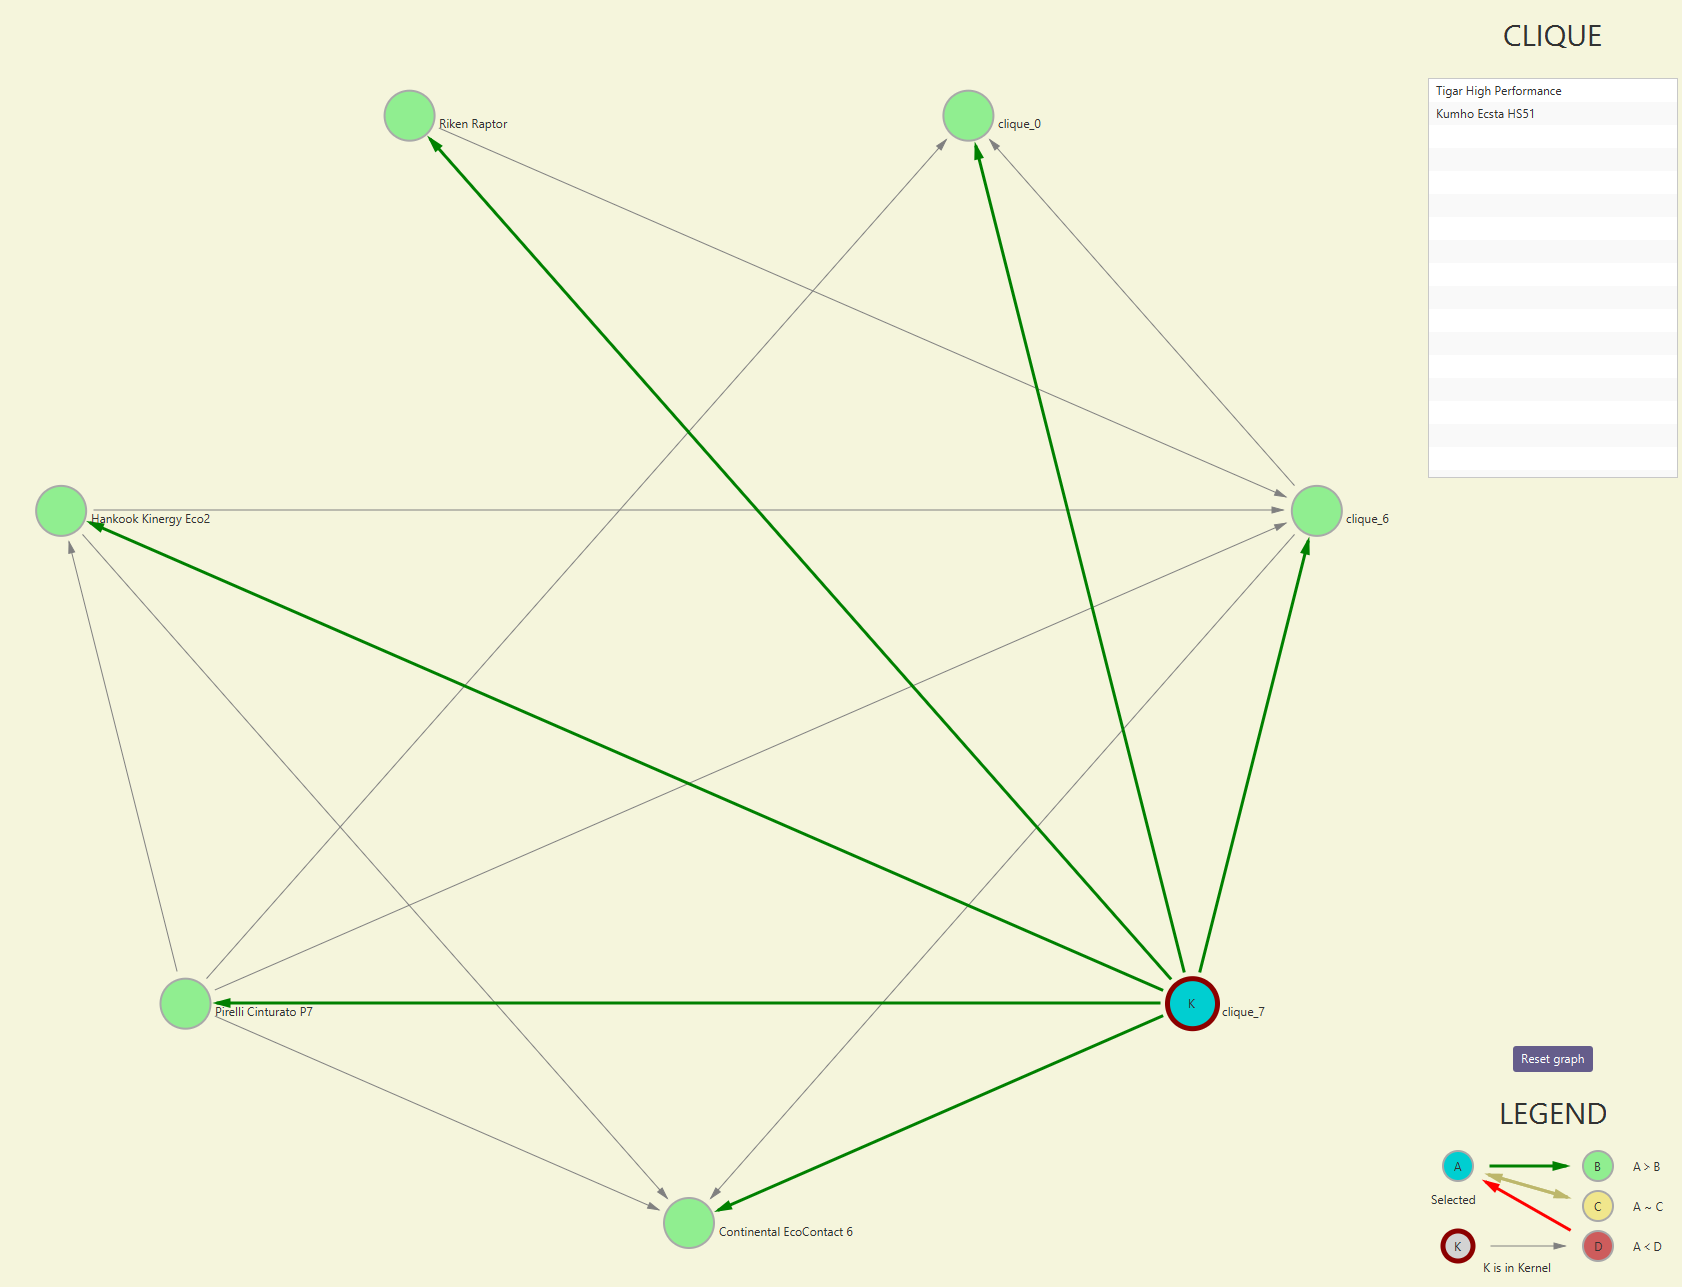 CLIQUE
Tigar High Performance
Kumho Ecsta HS51
Riken Raptor
clique_0
Hankook Kinergy Eco2
clique_6
Pirelli Cinturato P7
K
clique_7
Continental EcoContact 6
Reset graph
LEGEND
A
B
A > B
Selected
C
A ~ C
K
D
A < D
K is in Kernel